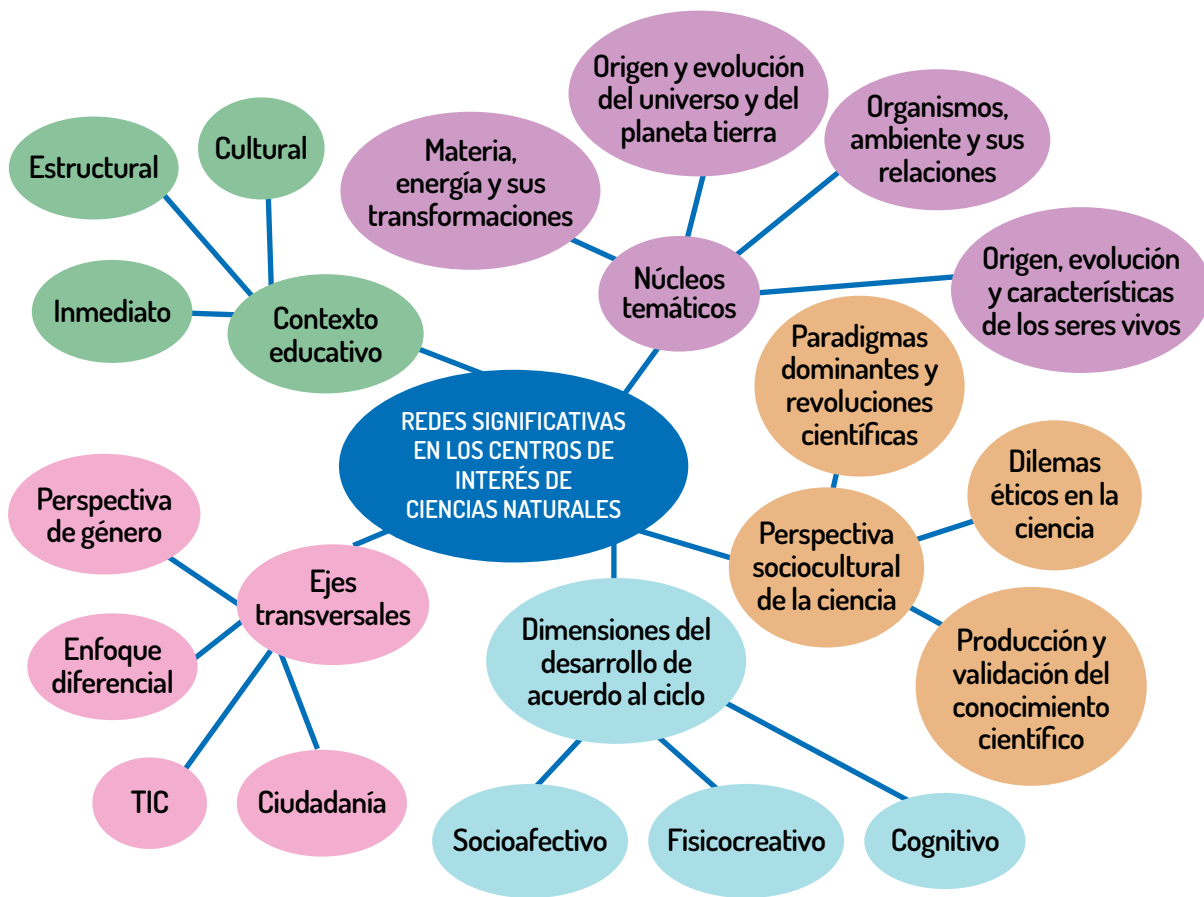 Origen y evolución
del universo y del
planeta tierra
Organismos,
ambiente y sus
relaciones
Cultural
Estructural
Materia,
energía y sus
transformaciones
Origen, evolución
y características
de los seres vivos
Núcleos
temáticos
Inmediato
Contexto
educativo
Paradigmas
dominantes y
revoluciones
científicas
REDES SIGNIFICATIVAS
EN LOS CENTROS DE
INTERÉS DE
CIENCIAS NATURALES
Dilemas
éticos en la
ciencia
Perspectiva
de género
Perspectiva
sociocultural
de la ciencia
Ejes
transversales
Enfoque
diferencial
Dimensiones del
desarrollo de
acuerdo al ciclo
Producción y
validación del
conocimiento
científico
TIC
Ciudadanía
Socioafectivo
Fisicocreativo
Cognitivo